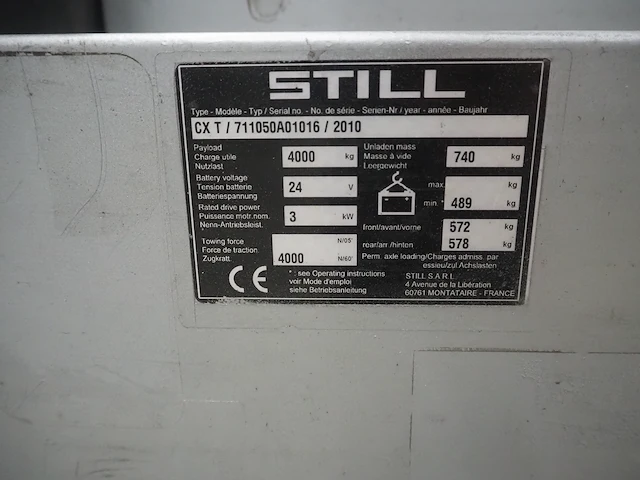 STILL
Type - Modèle - Typ / Serial no. - No. de série - Serien-Nr / year - année - Baujahr
CX T / 711050A01016 / 2010
Payload
Charge utile 4000 kg
Nutzlast
Unladen mass
Masse à vide 740 kg
Leergewicht
Battery voltage
Tension batterie 24 V
Batteriespannung
max. kg
min. * 489 kg
Rated drive power
Puissance motr.nom. 3 kW
Nenn-Antriebsleist.
front/avant/vorne 572 kg
rear/arr./hinten 578 kg
Towing force N/05'
Force de traction
Zugkratt. 4000 N/60'
Perm. axle loading/Charges admiss. par
essieu/zul.Achslasten
CE
* : see Operating instructions
voir Mode d'emploi
siehe Betriebsanleitung
STILL S.A.R.L
4 Avenue de la Libération
60761 MONTATAIRE - FRANCE